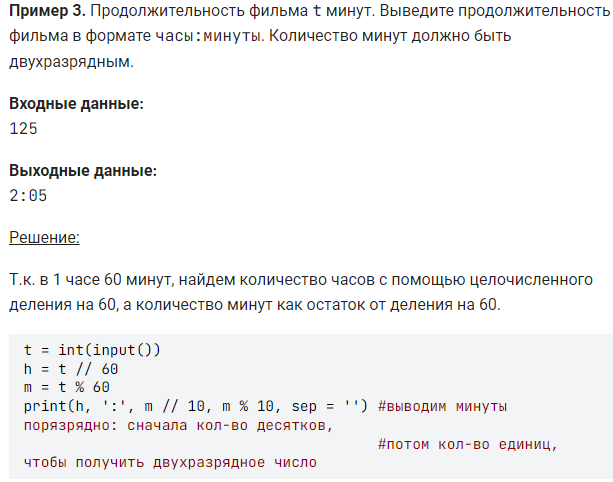 Пример 3. Продолжительность фильма t минут. Выведите продолжительность
фильма в формате часы:минуты. Количество минут должно быть
двухразрядным.
Входные данные:
125
Выходные данные:
2:05
Решение:
Т.к. в 1 часе 60 минут, найдем количество часов с помощью целочисленного
деления на 60, а количество минут как остаток от деления на 60.
t = int(input())
h = t // 60
m = t % 60
print(h, ':', m // 10, m % 10, sep = '') #выводим минуты
порязрядно: сначала кол-во десятков,
#потом кол-во единиц,
чтобы получить двухразрядное число